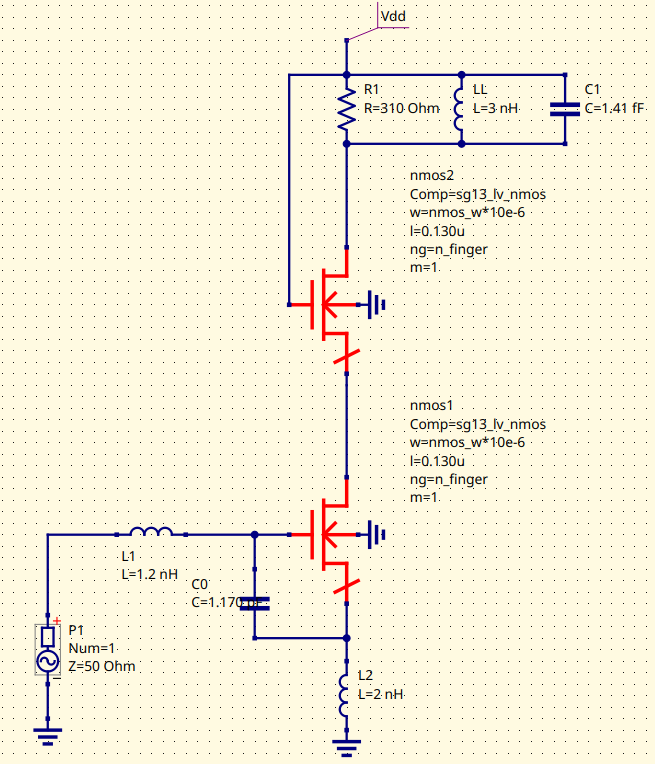 Vdd
R1
R=310 Ohm
LL
L=3 nH
C1
C=1.41 fF
nmos2
Comp=sg13_lv_nmos
w=nmos_w*10e-6
l=0.130u
ng=n_finger
m=1
nmos1
Comp=sg13_lv_nmos
w=nmos_w*10e-6
l=0.130u
ng=n_finger
m=1
L1
L=1.2 nH
C0
C=1.170
P1
Num=1
Z=50 Ohm
+
−
L2
L=2 nH